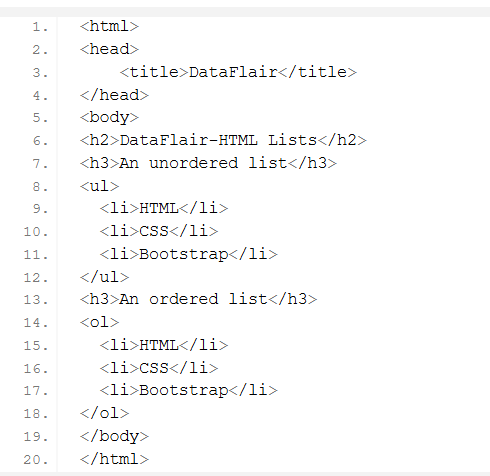 1. <html>
2. <head>
3.     <title>DataFlair</title>
4. </head>
5. <body>
6. <h2>DataFlair-HTML Lists</h2>
7. <h3>An unordered list</h3>
8. <ul>
9.   <li>HTML</li>
10.   <li>CSS</li>
11.   <li>Bootstrap</li>
12. </ul>
13. <h3>An ordered list</h3>
14. <ol>
15.   <li>HTML</li>
16.   <li>CSS</li>
17.   <li>Bootstrap</li>
18. </ol>
19. </body>
20. </html>